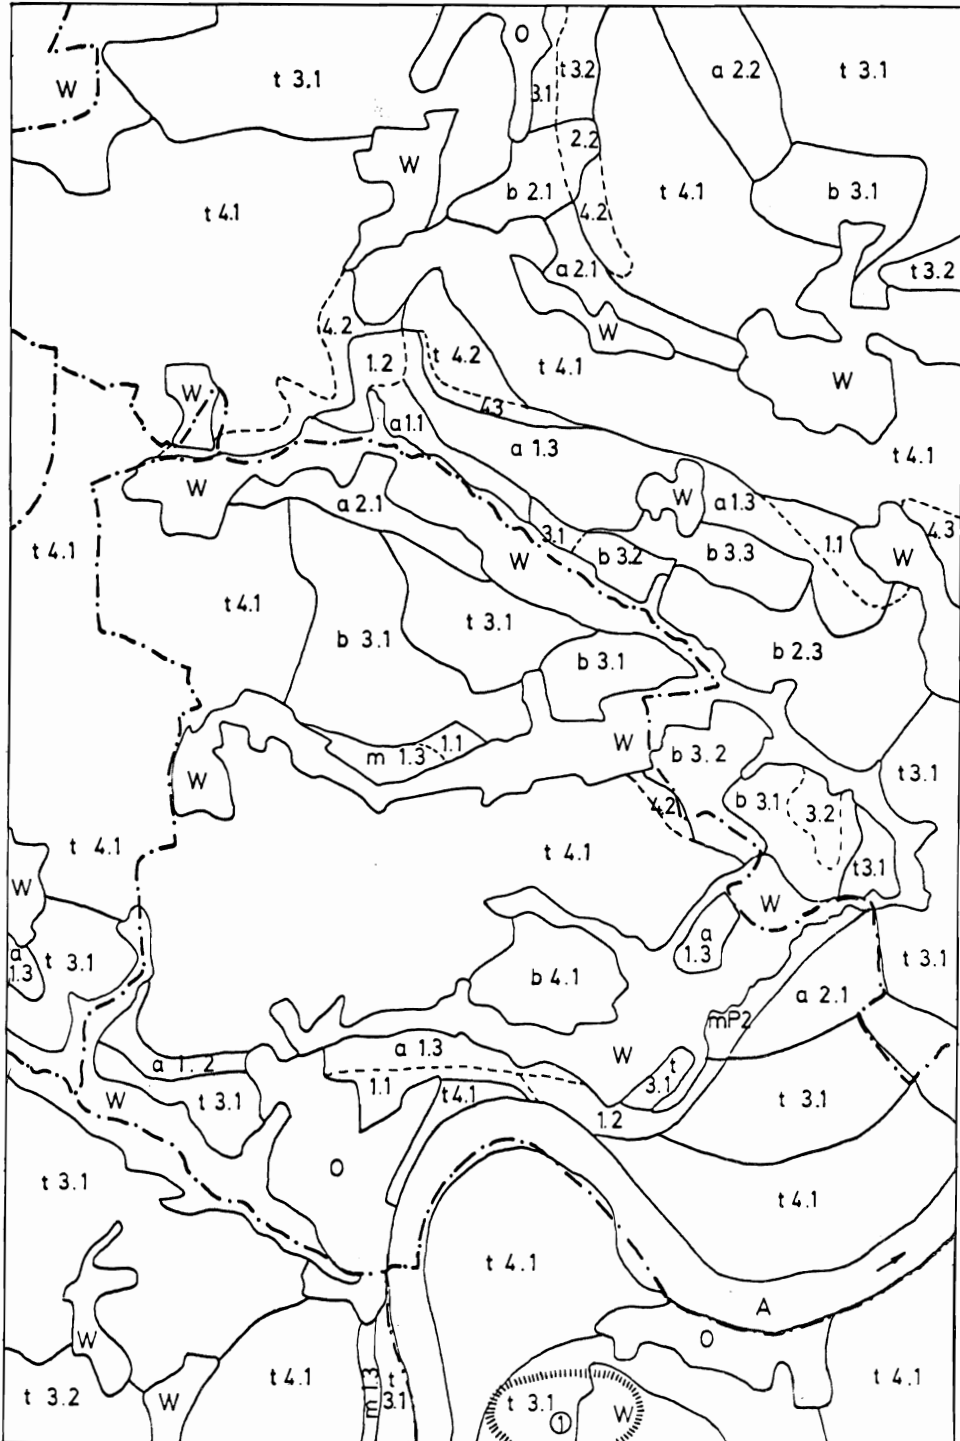 O
t 3.1
t 3.2
a 2.2
t 3.1
W
3.1
2.2
W
b 2.1
t 4.1
b 3.1
t 4.1
4.2
a 2.1
t 3.2
4.2
W
1.2
t 4.2
t 4.1
W
W
4.3
a 1.1
a 1.3
t 4.1
W
a 2.1
W
a 1.3
3.1
1.1
4.3
t 4.1
W
b 3.2
b 3.3
W
t 4.1
b 3.1
t 3.1
b 3.1
b 2.3
W
1.1
m 1.3
b 3.2
t 3.1
W
4.2
b 3.1
3.2
t 4.1
t 4.1
t 3.1
W
W
a
1.3
t 3.1
a
1.3
t 3.1
b 4.1
a 2.1
mP2
a 1.3
W
t
3.1
a 1.2
1.1
t 4.1
W
t 3.1
1.2
t 3.1
O
t 3.1
t 4.1
t 4.1
A
W
O
t 3.2
W
t 4.1
m 1.3
t
3.1
t 3.1
1
W
t 4.1